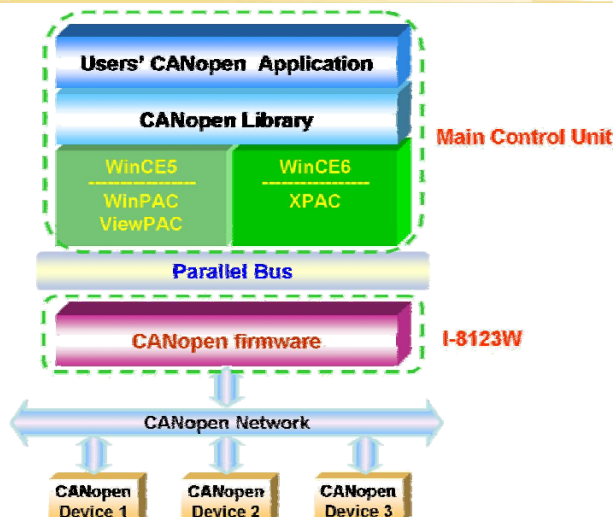 Users' CANopen Application
CANopen Library
Main Control Unit
WinCE5
WinPAC
ViewPAC
WinCE6
XPAC
Parallel Bus
CANopen firmware
I-8123W
CANopen Network
CANopen
Device 1
CANopen
Device 2
CANopen
Device 3